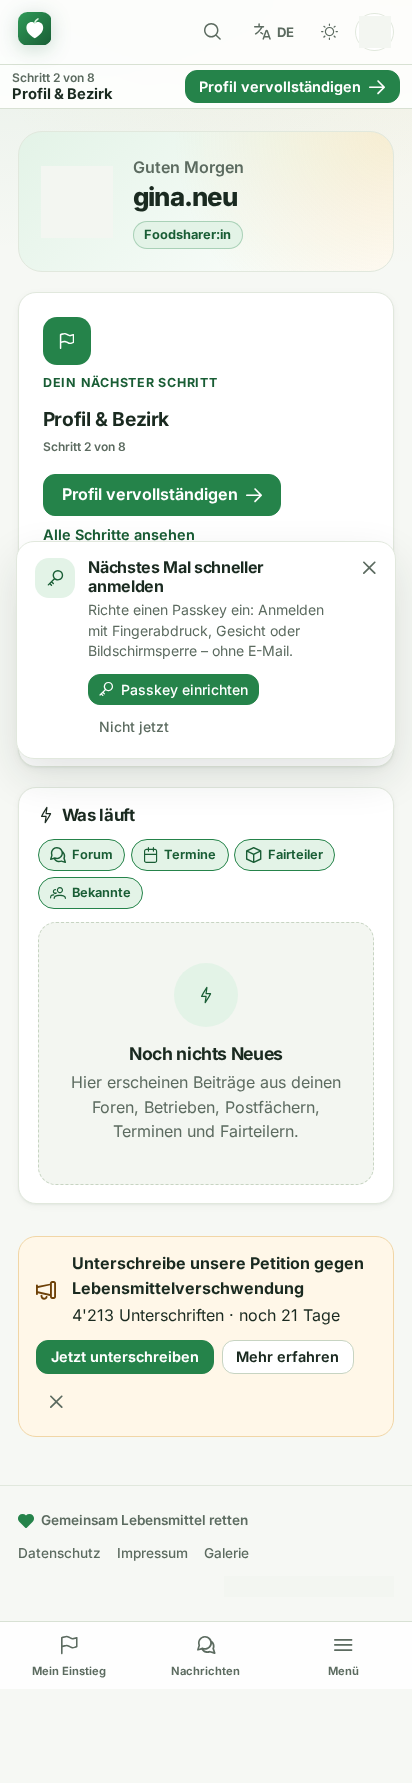 DE
Schritt 2 von 8
Profil & Bezirk
Profil vervollständigen
Guten Morgen
gina.neu
Foodsharer:in
DEIN NÄCHSTER SCHRITT
Profil & Bezirk
Schritt 2 von 8
Profil vervollständigen
Alle Schritte ansehen
Nächstes Mal schneller
anmelden
Richte einen Passkey ein: Anmelden
mit Fingerabdruck, Gesicht oder
Bildschirmsperre – ohne E-Mail.
Passkey einrichten
Nicht jetzt
Was läuft
Forum
Termine
Fairteiler
Bekannte
Noch nichts Neues
Hier erscheinen Beiträge aus deinen
Foren, Betrieben, Postfächern,
Terminen und Fairteilern.
Unterschreibe unsere Petition gegen
Lebensmittelverschwendung
4'213 Unterschriften · noch 21 Tage
Jetzt unterschreiben
Mehr erfahren
Gemeinsam Lebensmittel retten
Datenschutz
Impressum
Galerie
Mein Einstieg
Nachrichten
Menü